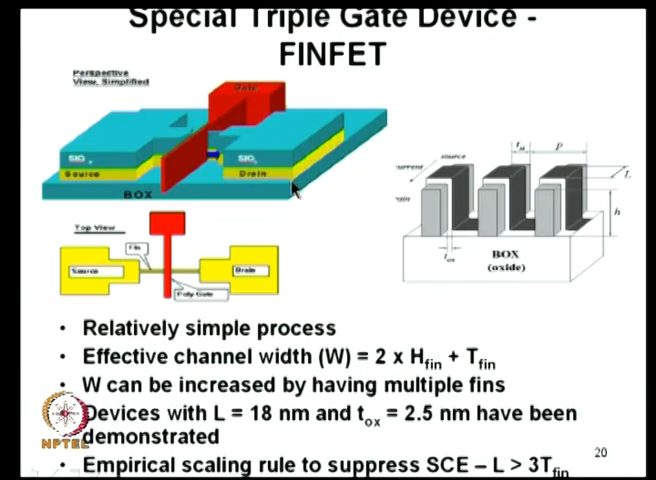 Special Triple Gate Device -
FINFET
Perspective
View, Simplified
Gate
SiO
SiO
Source
Drain
BOX
Top View
Fin
Source
Drain
Poly Gate
current
source
P
L
h
t ox
BOX
(oxide)
• Relatively simple process
• Effective channel width (W) = 2 x Hfin + Tfin
• W can be increased by having multiple fins
• Devices with L = 18 nm and tox = 2.5 nm have been
demonstrated
• Empirical scaling rule to suppress SCE – L > 3Tfin
NPTEL
20